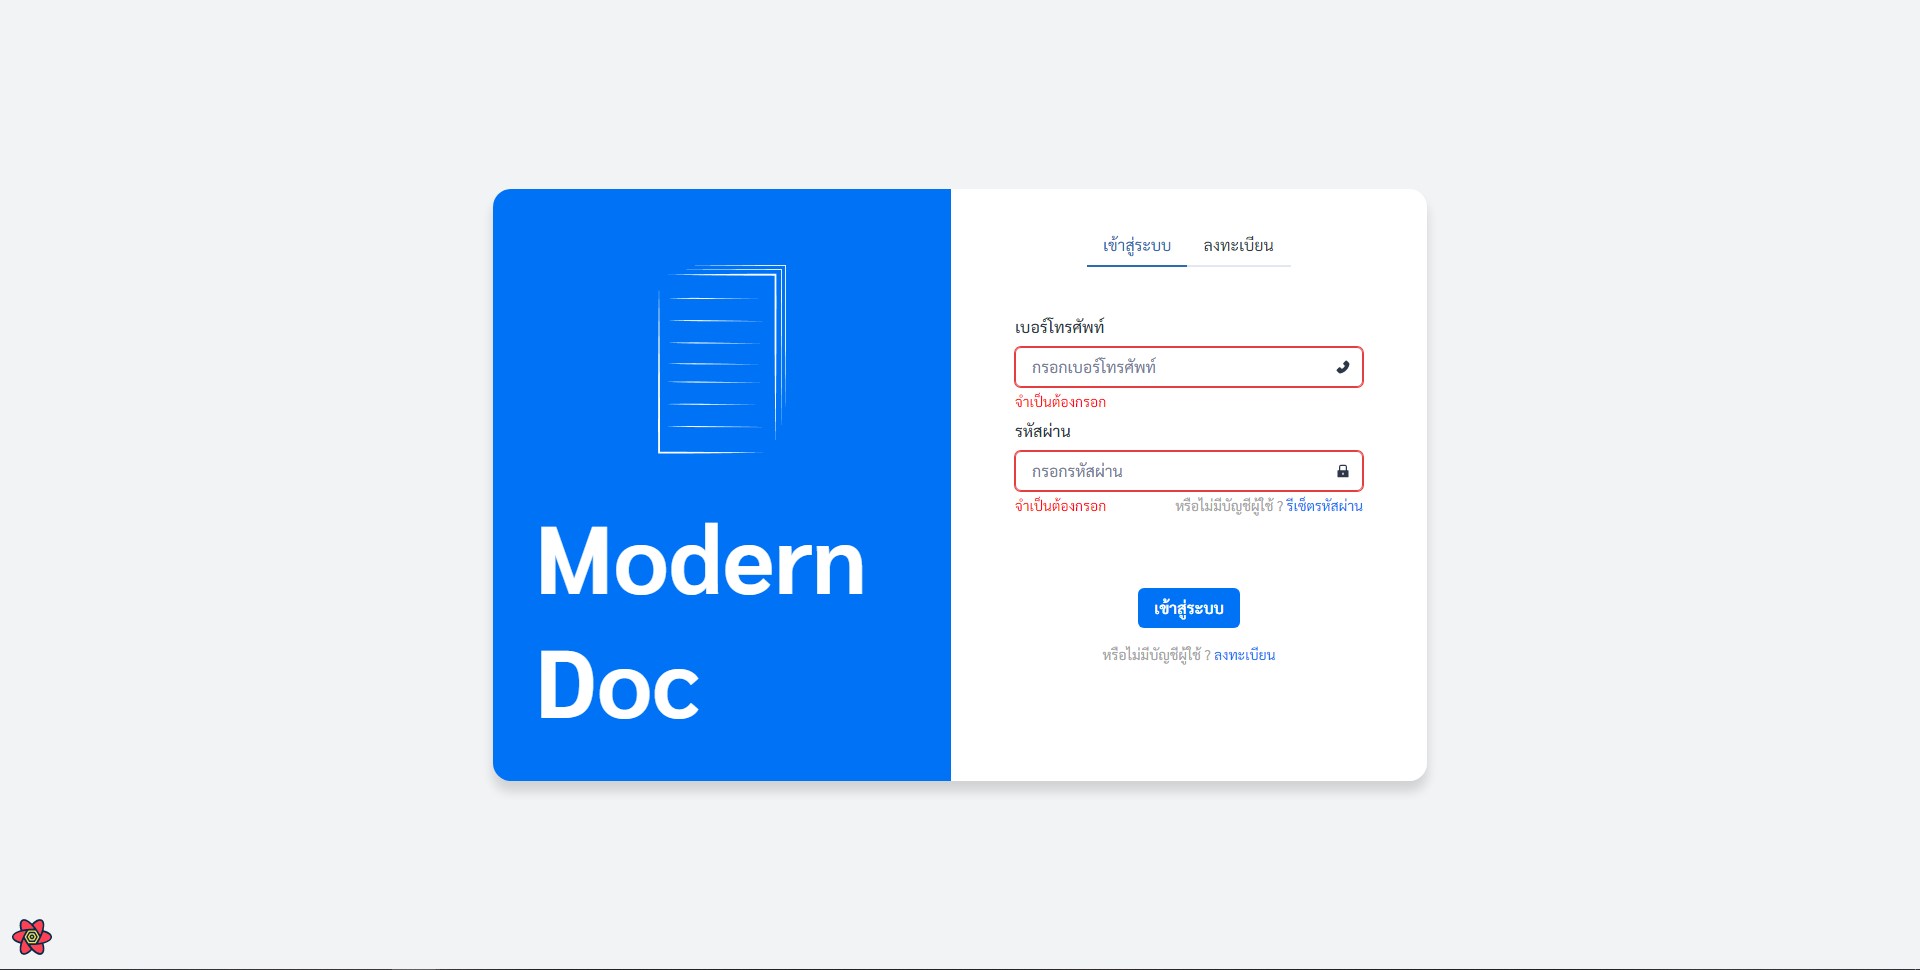 Modern
Doc
เข้าสู่ระบบ ลงทะเบียน
เบอร์โทรศัพท์
กรอกเบอร์โทรศัพท์
จำเป็นต้องกรอก
รหัสผ่าน
กรอกรหัสผ่าน
จำเป็นต้องกรอก หรือไม่มีบัญชีผู้ใช้ ? รีเซ็ตรหัสผ่าน
เข้าสู่ระบบ
หรือไม่มีบัญชีผู้ใช้ ? ลงทะเบียน